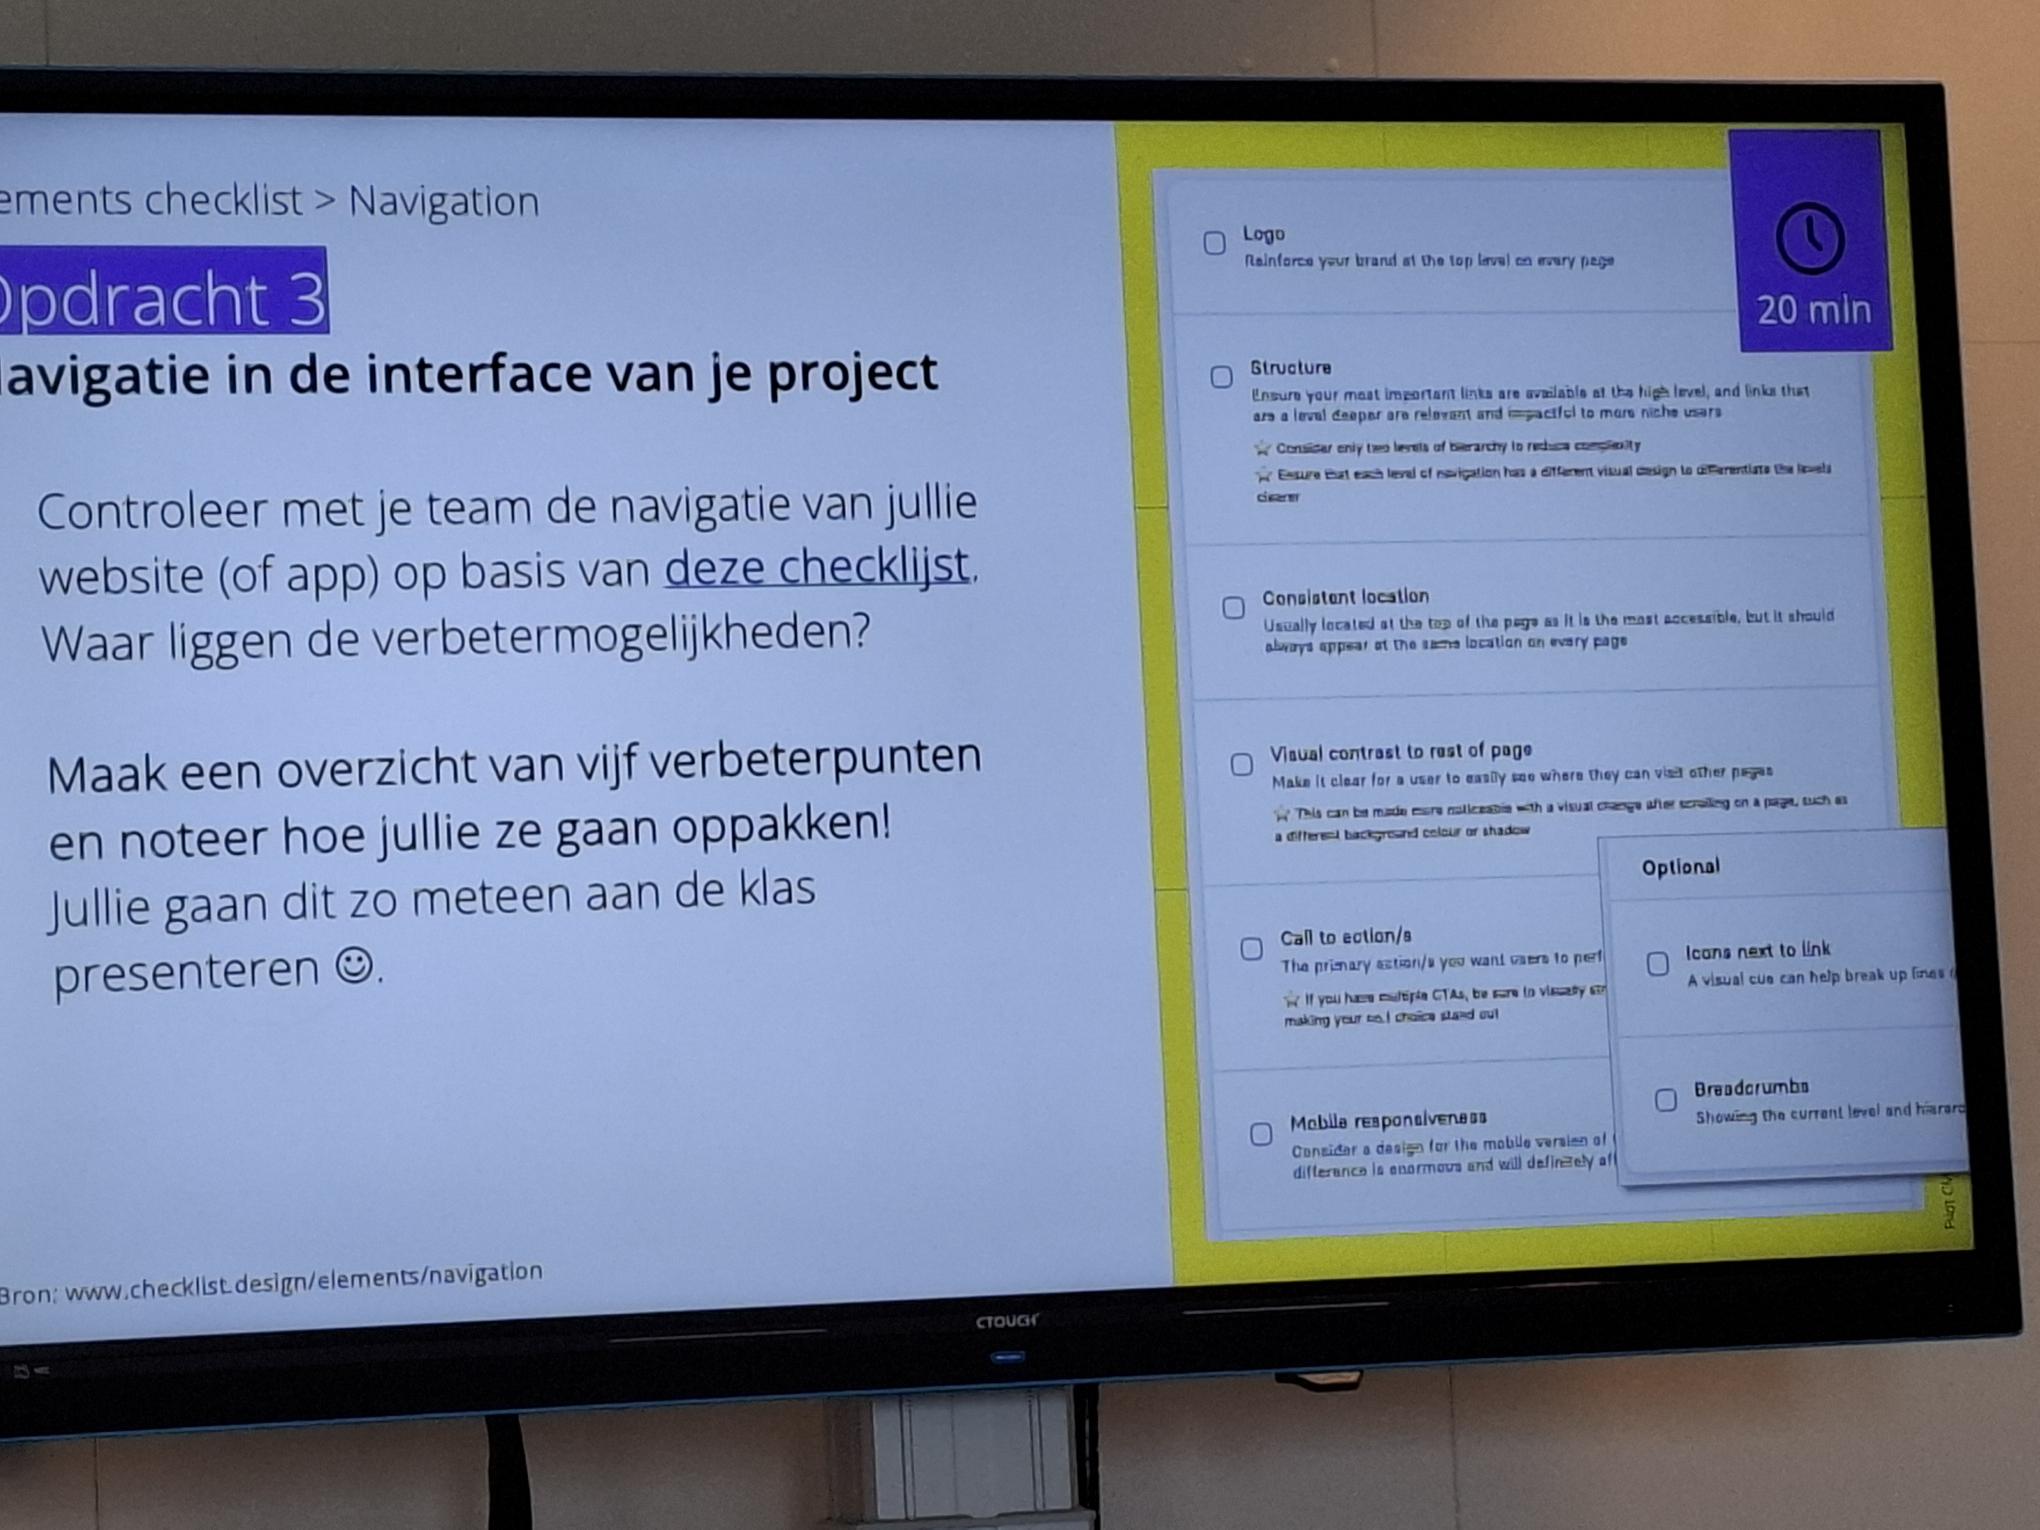 ements checklist > Navigation
Opdracht 3
avigatie in de interface van je project
Controleer met je team de navigatie van jullie
website (of app) op basis van deze checklijst.
Waar liggen de verbetermogelijkheden?
Maak een overzicht van vijf verbeterpunten
en noteer hoe jullie ze gaan oppakken!
Jullie gaan dit zo meteen aan de klas
presenteren ☺.
Bron: www.checklist.design/elements/navigation
20 min
Logo
Reinforce your brand at the top level on every page
Structure
Ensure your most important links are available at the high level, and links that
are a level deeper are relevant and impactful to more niche users
☆ Consider only two levels of hierarchy to reduce complexity
☆ Ensure that each level of navigation has a different visual design to differentiate the levels
clearer
Consistent location
Usually located at the top of the page as it is the most accessible, but it should
always appear at the same location on every page
Visual contrast to rest of page
Make it clear for a user to easily see where they can visit other pages
☆ This can be made more noticeable with a visual change after scrolling on a page, such as
a different background colour or shadow
Call to action/s
The primary action/s you want users to perf
☆ If you have multiple CTAs, be sure to visually
making your no.1 choice stand out
Mobile responsiveness
Consider a design for the mobile version of
difference is enormous and will definitely af
Optional
Icons next to link
A visual cue can help break up lines
Breadcrumbs
Showing the current level and hierarc
CTOUCH